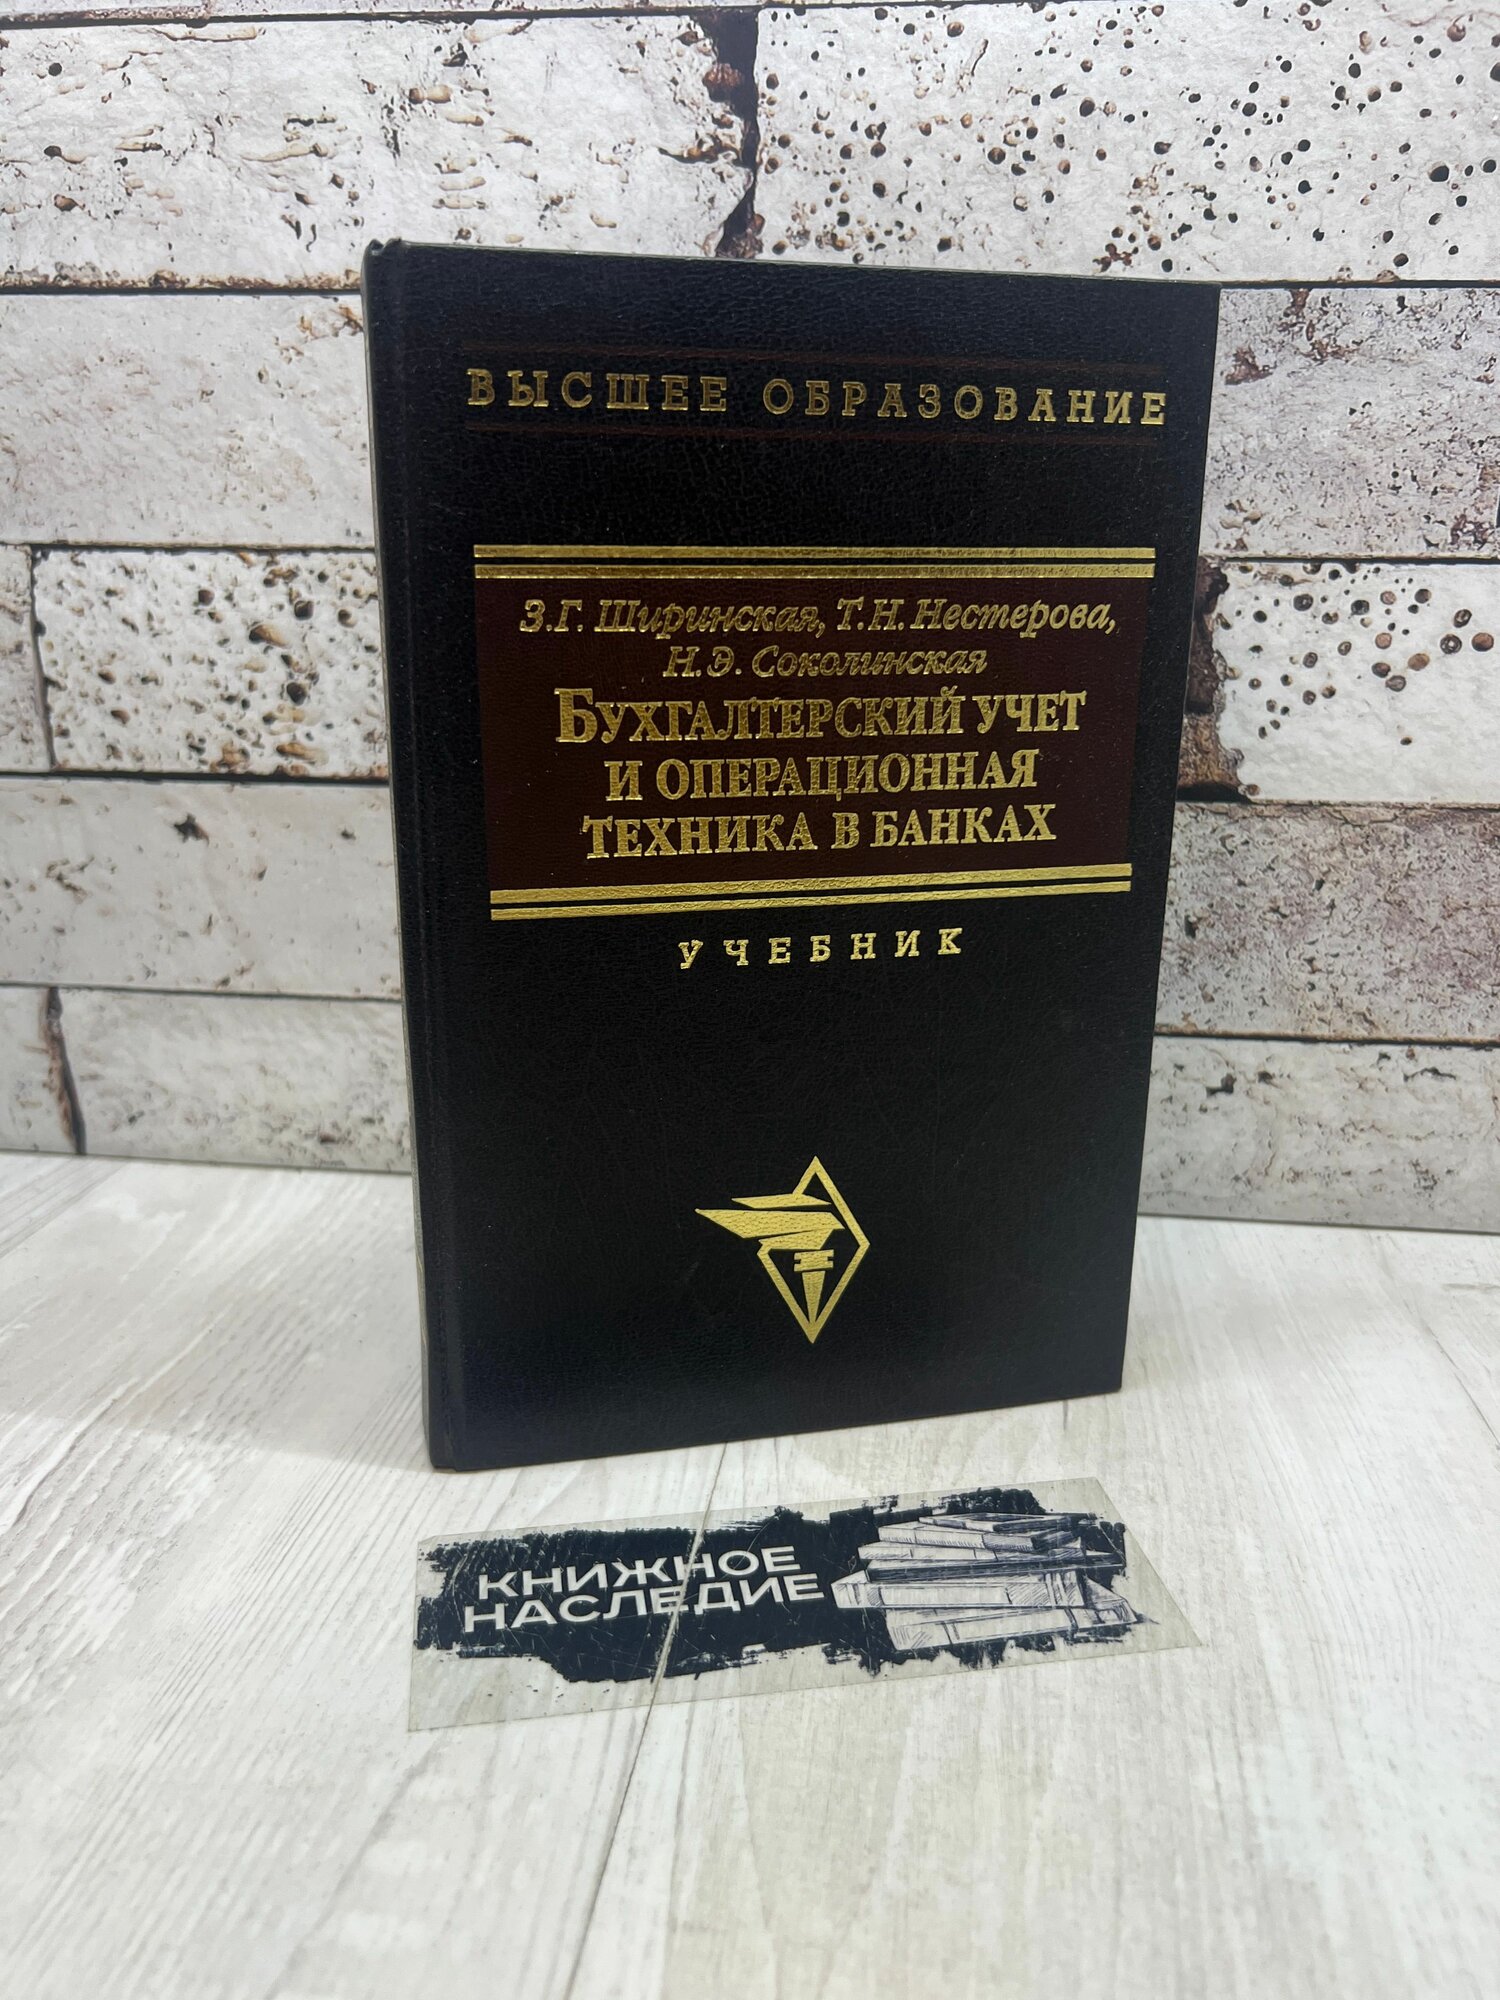 ВЫСШЕЕ ОБРАЗОВАНИЕ
З.Г. Ширинская, Т.Н. Нестерова,
Н.Э. Соколинская
БУХГАЛТЕРСКИЙ УЧЕТ
И ОПЕРАЦИОННАЯ
ТЕХНИКА В БАНКАХ
УЧЕБНИК
КНИЖНОЕ
НАСЛЕДИЕ